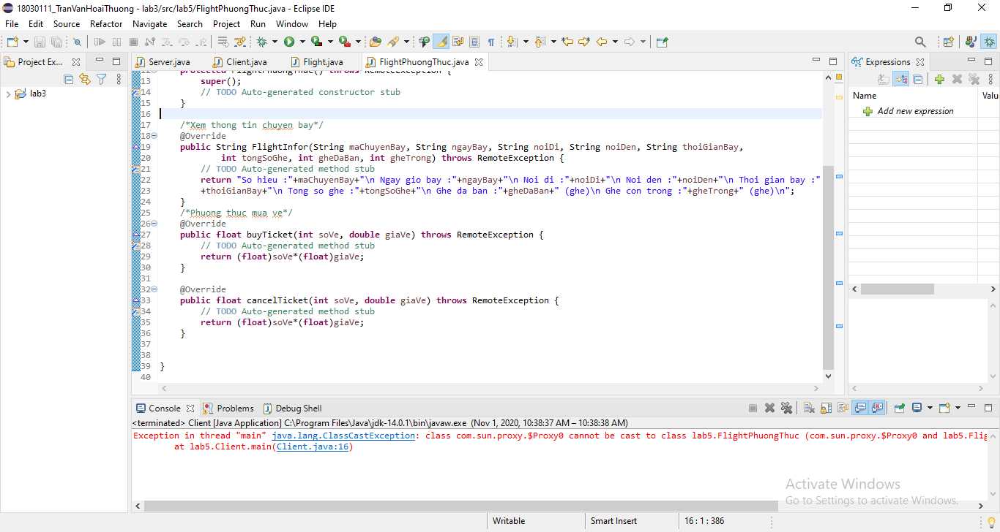 18030111_TranVanHoaiThuong - lab3/src/lab5/FlightPhuongThuc.java - Eclipse IDE
File Edit Source Refactor Navigate Search Project Run Window Help
Project Ex...
lab3
Server.java Client.java Flight.java FlightPhuongThuc.java
12 protected FlightPhuongThuc() throws RemoteException {
13 super();
14 // TODO Auto-generated constructor stub
15 }
16
17 /*Xem thong tin chuyen bay*/
18 @Override
19 public String FlightInfor(String maChuyenBay, String ngayBay, String noiDi, String noiDen, String thoiGianBay,
20 int tongSoGhe, int gheDaBan, int gheTrong) throws RemoteException {
21 // TODO Auto-generated method stub
22 return "So hieu :"+maChuyenBay+"\n Ngay gio bay :"+ngayBay+"\n Noi di :"+noiDi+"\n Noi den :"+noiDen+"\n Thoi gian bay :"
23 +thoiGianBay+"\n Tong so ghe :"+tongSoGhe+"\n Ghe da ban :"+gheDaBan+" (ghe)\n Ghe con trong :"+gheTrong+" (ghe)\n";
24 }
25 /*Phuong thuc mua ve*/
26 @Override
27 public float buyTicket(int soVe, double giaVe) throws RemoteException {
28 // TODO Auto-generated method stub
29 return (float)soVe*(float)giaVe;
30 }
31
32 @Override
33 public float cancelTicket(int soVe, double giaVe) throws RemoteException {
34 // TODO Auto-generated method stub
35 return (float)soVe*(float)giaVe;
36 }
37
38
39 }
40
Expressions
Name Valu
Add new expression
Console Problems Debug Shell
<terminated> Client [Java Application] C:\Program Files\Java\jdk-14.0.1\bin\javaw.exe (Nov 1, 2020, 10:38:37 AM – 10:38:38 AM)
Exception in thread "main" java.lang.ClassCastException: class com.sun.proxy.$Proxy0 cannot be cast to class lab5.FlightPhuongThuc (com.sun.proxy.$Proxy0 and lab5.Flig
at lab5.Client.main(Client.java:16)
Activate Windows
Go to Settings to activate Windows.
Writable Smart Insert 16 : 1 : 386